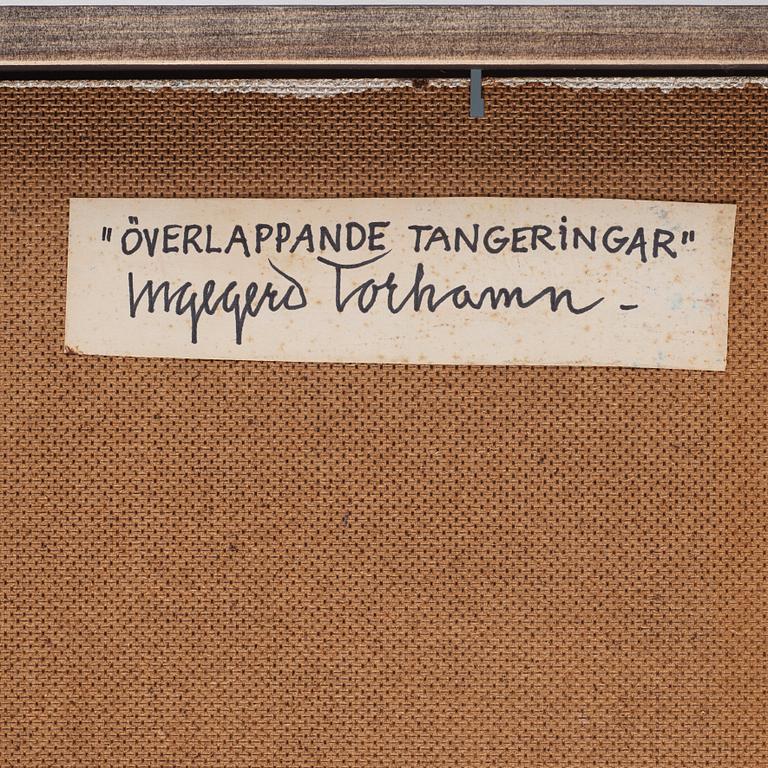 "ÖVERLAPPANDE TANGERINGAR"
Ingegerd Torhamn -